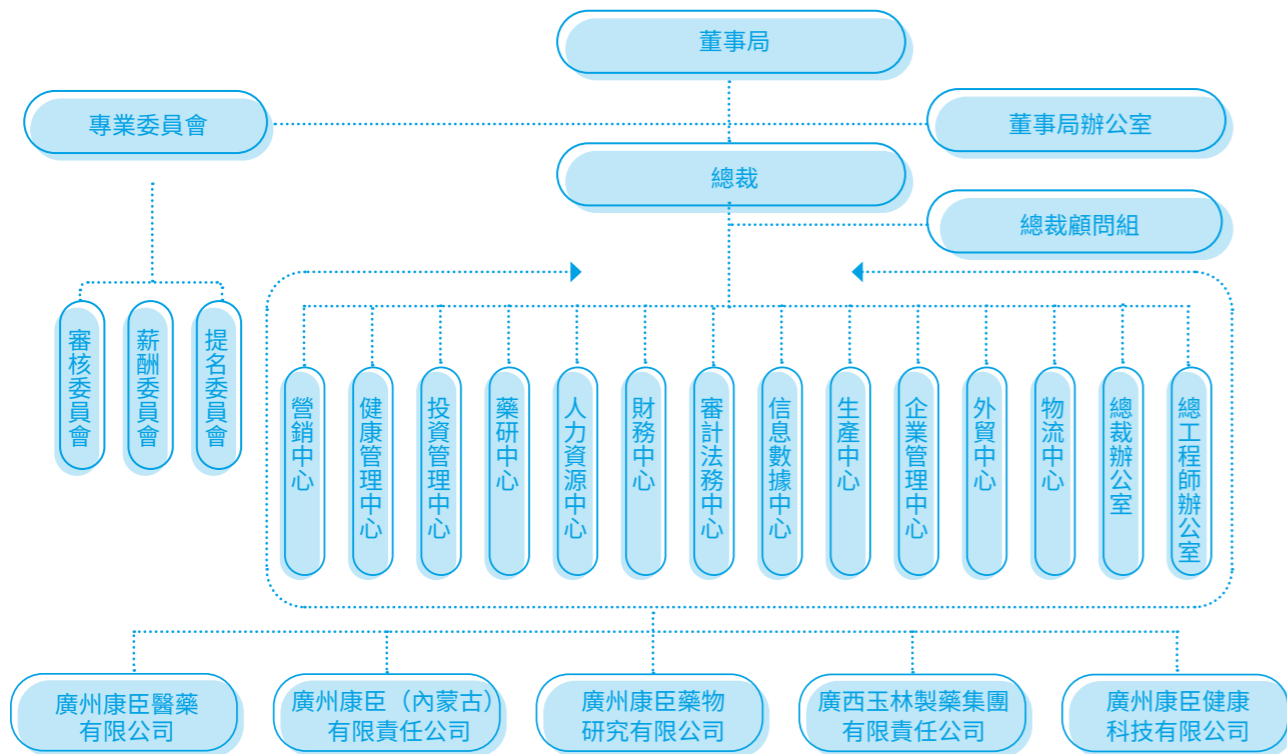 董事局
專業委員會
董事局辦公室
總裁
總裁顧問組
審核委員會
薪酬委員會
提名委員會
營銷中心
健康管理中心
投資管理中心
藥研中心
人力資源中心
財務中心
審計法務中心
信息數據中心
生產中心
企業管理中心
外貿中心
物流中心
總裁辦公室
總工程師辦公室
廣州康臣醫藥
有限公司
廣州康臣（內蒙古）
有限責任公司
廣州康臣藥物
研究有限公司
廣西玉林製藥集團
有限責任公司
廣州康臣健康
科技有限公司